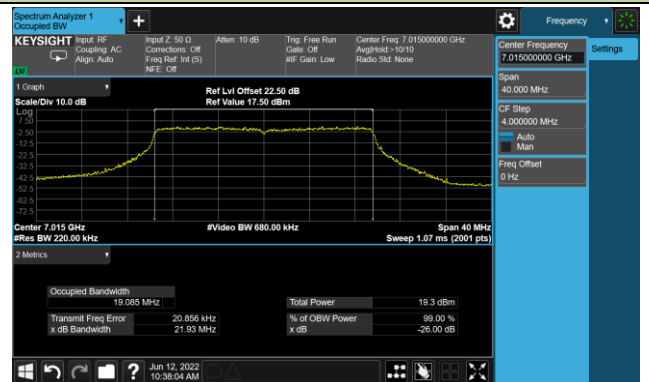 Spectrum Analyzer 1
Occupied BW
Frequency
KEYSIGHT
Input: RF
Coupling: AC
Align: Auto
Input Z: 50 Ω
Corrections: Off
Freq Ref: Int (S)
NFE: Off
Atten: 10 dB
Trig: Free Run
Gate: Off
#IF Gain: Low
Center Freq: 7.015000000 GHz
Avg|Hold:>10/10
Radio Std: None
Center Frequency
7.015000000 GHz
Settings
Span
40.000 MHz
CF Step
4.000000 MHz
Auto
Man
Freq Offset
0 Hz
1 Graph
Scale/Div 10.0 dB
Ref Lvl Offset 22.50 dB
Ref Value 17.50 dBm
Log
7.50
-2.50
-12.5
-22.5
-32.5
-42.5
-52.5
-62.5
-72.5
Center 7.015 GHz
#Res BW 220.00 kHz
#Video BW 680.00 kHz
Span 40 MHz
Sweep 1.07 ms (2001 pts)
2 Metrics
Occupied Bandwidth
19.085 MHz
Total Power 19.3 dBm
Transmit Freq Error 20.856 kHz
% of OBW Power 99.00 %
x dB Bandwidth 21.93 MHz
x dB -26.00 dB
?
Jun 12, 2022
10:38:04 AM